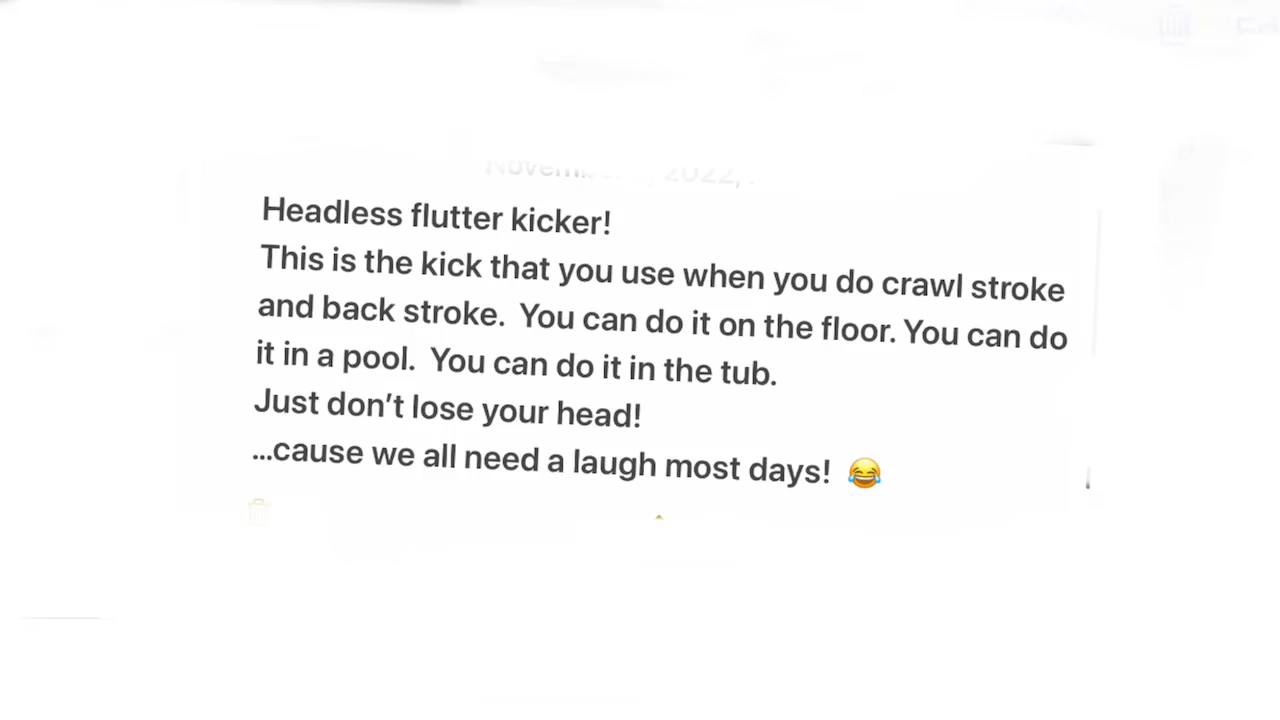 Headless flutter kicker!
This is the kick that you use when you do crawl stroke
and back stroke.  You can do it on the floor. You can do
it in a pool.  You can do it in the tub.
Just don’t lose your head!
...cause we all need a laugh most days! 😂